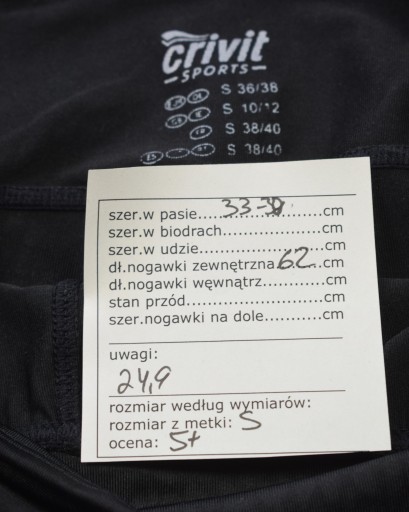 crivit
SPORTS
S 36/38
S 10/12
S 38/40
ES S 38/40
szer.w pasie......33-39......cm
szer.w biodrach...................cm
szer.w udzie.......................cm
dł.nogawki zewnętrzna.62..cm
dł.nogawki wewnątrz............cm
stan przód..........................cm
szer.nogawki na dole...........cm
uwagi:
24,9
rozmiar według wymiarów:
rozmiar z metki: S
ocena: 5+